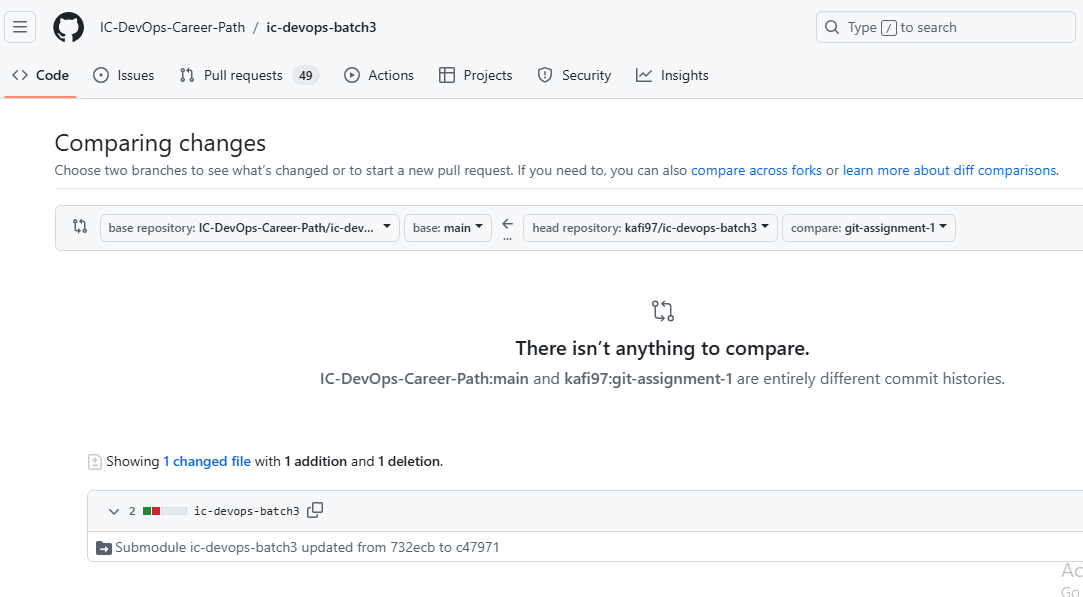 IC-DevOps-Career-Path / ic-devops-batch3
Type / to search
Code Issues Pull requests 49 Actions Projects Security Insights
Comparing changes
Choose two branches to see what’s changed or to start a new pull request. If you need to, you can also compare across forks or learn more about diff comparisons.
base repository: IC-DevOps-Career-Path/ic-dev... base: main ... head repository: kafi97/ic-devops-batch3 compare: git-assignment-1
There isn’t anything to compare.
IC-DevOps-Career-Path:main and kafi97:git-assignment-1 are entirely different commit histories.
Showing 1 changed file with 1 addition and 1 deletion.
2 ic-devops-batch3
Submodule ic-devops-batch3 updated from 732ecb to c47971
Ac
Go